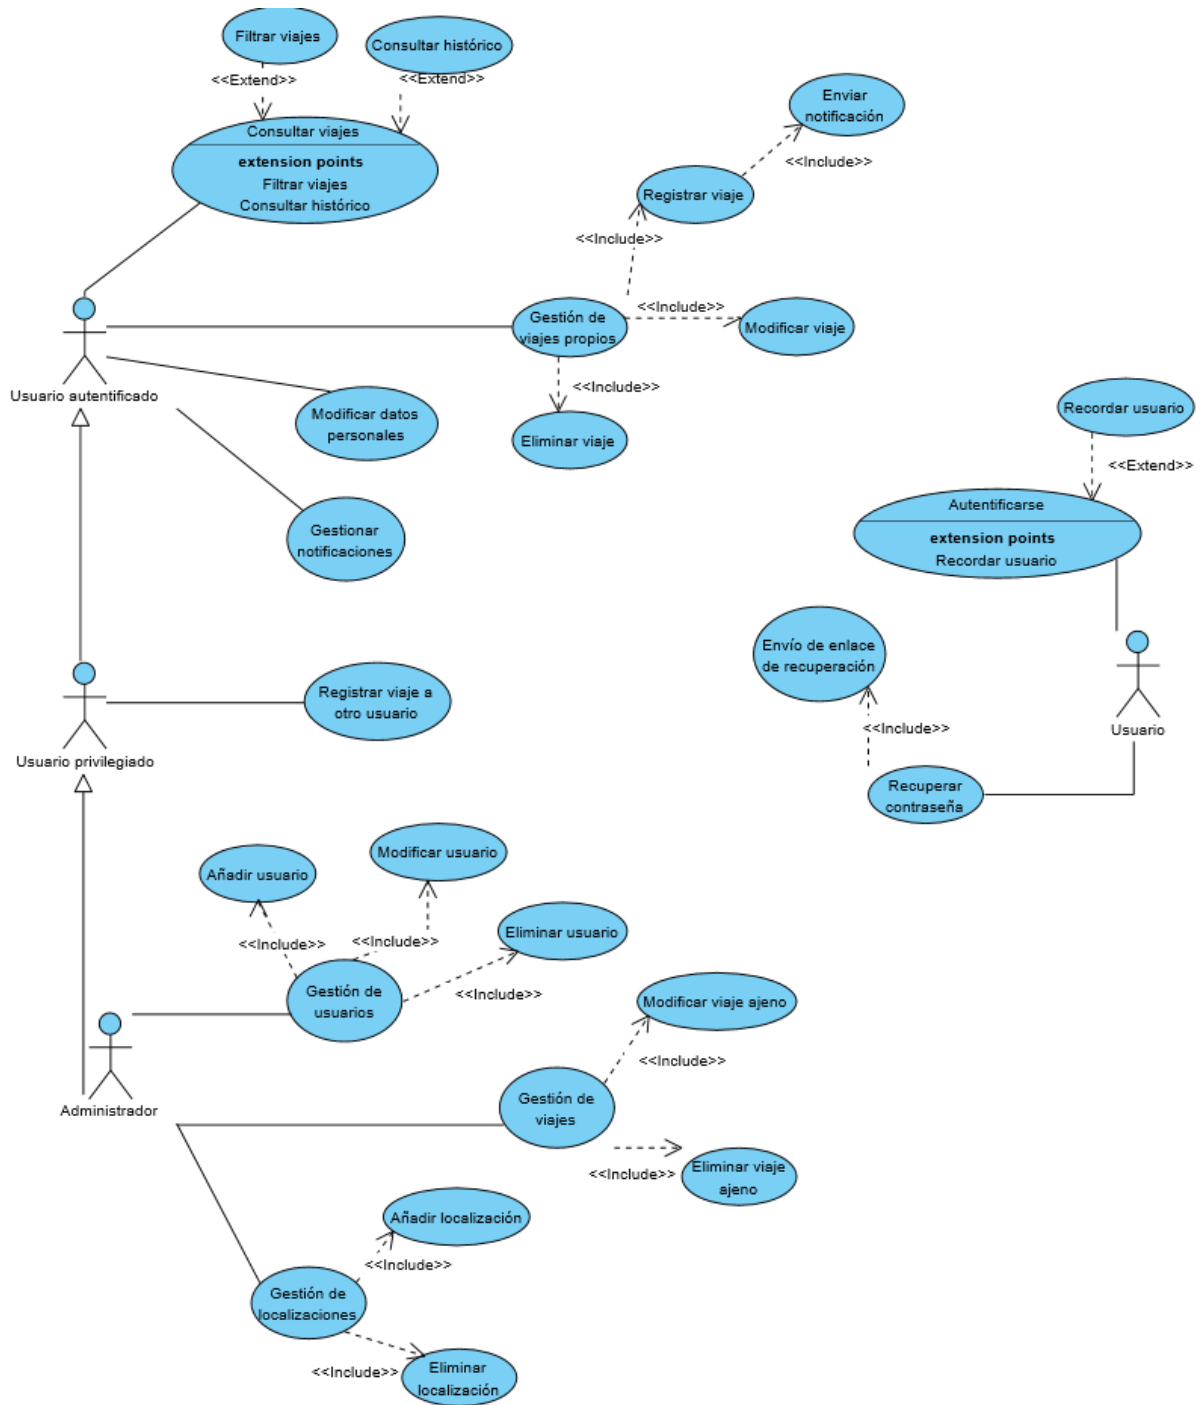 Filtrar viajes
Consultar histórico
<<Extend>>
<<Extend>>
Consultar viajes
extension points
Filtrar viajes
Consultar histórico
Enviar
notificación
<<Include>>
Registrar viaje
<<Include>>
<<Include>>
Gestión de
viajes propios
Modificar viaje
<<Include>>
Usuario autentificado
Modificar datos
personales
Eliminar viaje
Recordar usuario
<<Extend>>
Autentificarse
extension points
Recordar usuario
Gestionar
notificaciones
Envío de enlace
de recuperación
Registrar viaje a
otro usuario
<<Include>>
Usuario
Usuario privilegiado
Recuperar
contraseña
Modificar usuario
Añadir usuario
Eliminar usuario
<<Include>>
<<Include>>
<<Include>>
Gestión de
usuarios
Modificar viaje ajeno
<<Include>>
Administrador
Gestión de
viajes
<<Include>>
Eliminar viaje
ajeno
Añadir localización
<<Include>>
Gestión de
localizaciones
<<Include>>
Eliminar
localización